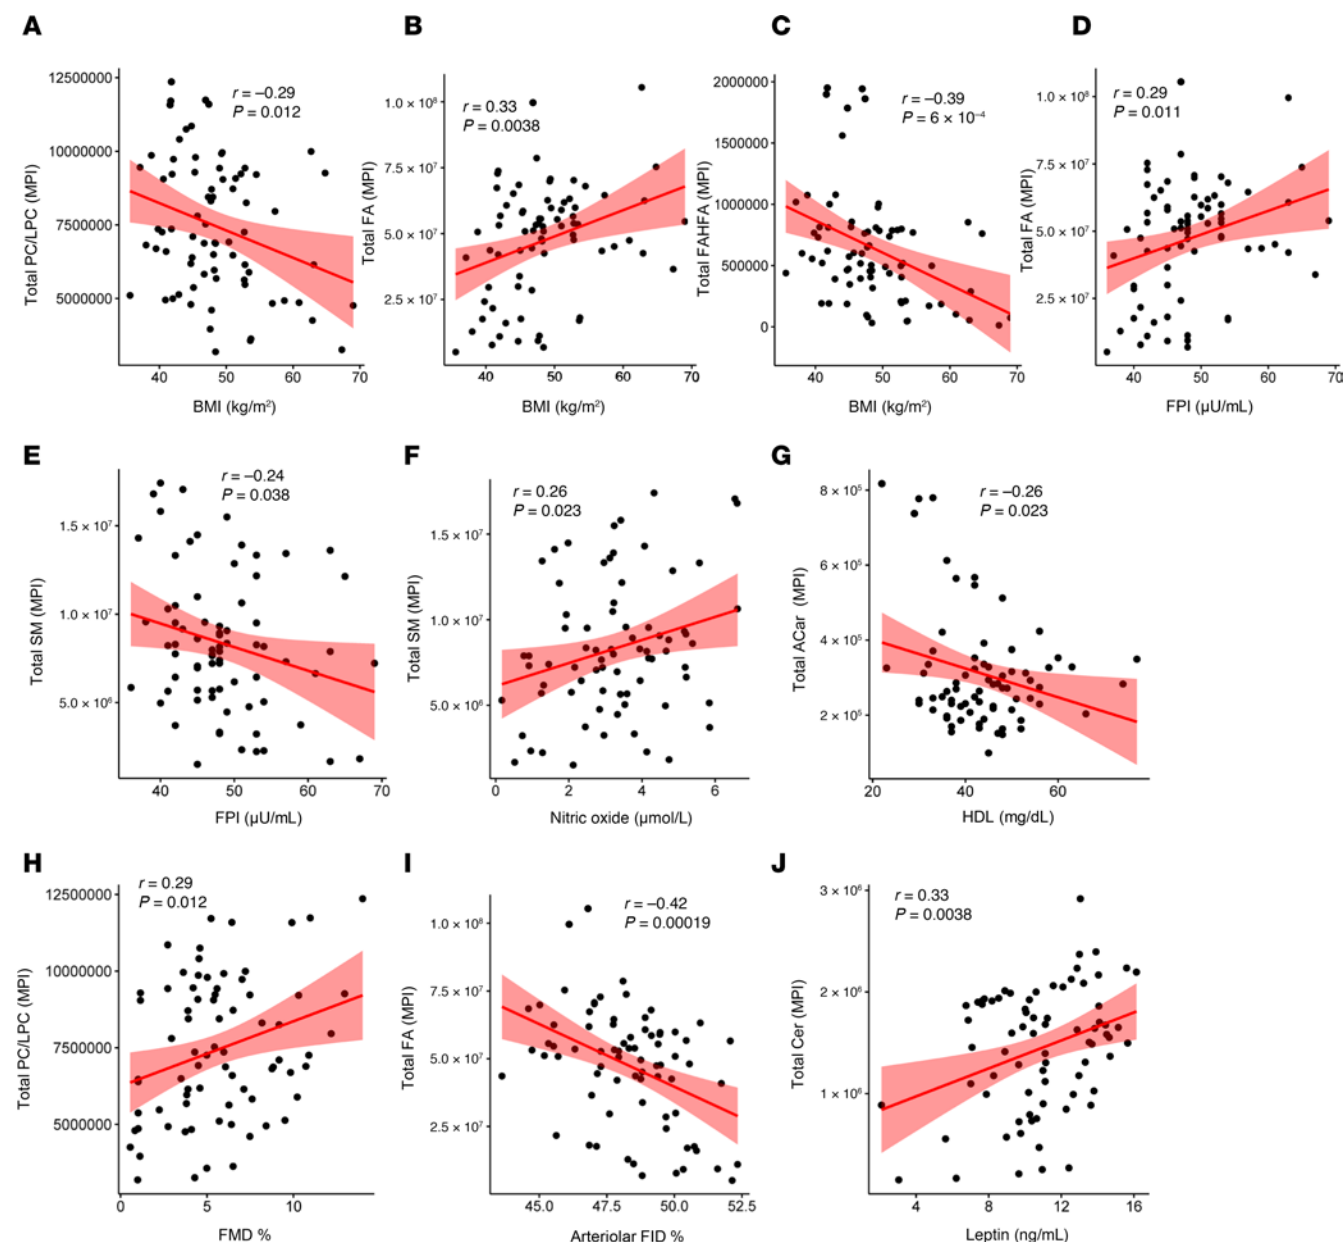 A
r = –0.29
P = 0.012
Total PC/LPC (MPI)
12500000
10000000
7500000
5000000
40 50 60 70
BMI (kg/m²)
B
r = 0.33
P = 0.0038
Total FA (MPI)
1.0 × 10⁸
7.5 × 10⁷
5.0 × 10⁷
2.5 × 10⁷
40 50 60 70
BMI (kg/m²)
C
r = –0.39
P = 6 × 10⁻⁴
Total FAHFA (MPI)
2000000
1500000
1000000
500000
0
40 50 60 70
BMI (kg/m²)
D
r = 0.29
P = 0.011
Total FA (MPI)
1.0 × 10⁸
7.5 × 10⁷
5.0 × 10⁷
2.5 × 10⁷
40 50 60 70
FPI (µU/mL)
E
r = –0.24
P = 0.038
Total SM (MPI)
1.5 × 10⁷
1.0 × 10⁷
5.0 × 10⁶
40 50 60 70
FPI (µU/mL)
F
r = 0.26
P = 0.023
Total SM (MPI)
1.5 × 10⁷
1.0 × 10⁷
5.0 × 10⁶
0 2 4 6
Nitric oxide (µmol/L)
G
r = –0.26
P = 0.023
Total ACar (MPI)
8 × 10⁵
6 × 10⁵
4 × 10⁵
2 × 10⁵
20 40 60
HDL (mg/dL)
H
r = 0.29
P = 0.012
Total PC/LPC (MPI)
12500000
10000000
7500000
5000000
0 5 10
FMD %
I
r = –0.42
P = 0.00019
Total FA (MPI)
1.0 × 10⁸
7.5 × 10⁷
5.0 × 10⁷
2.5 × 10⁷
45.0 47.5 50.0 52.5
Arteriolar FID %
J
r = 0.33
P = 0.0038
Total Cer (MPI)
3 × 10⁶
2 × 10⁶
1 × 10⁶
4 8 12 16
Leptin (ng/mL)